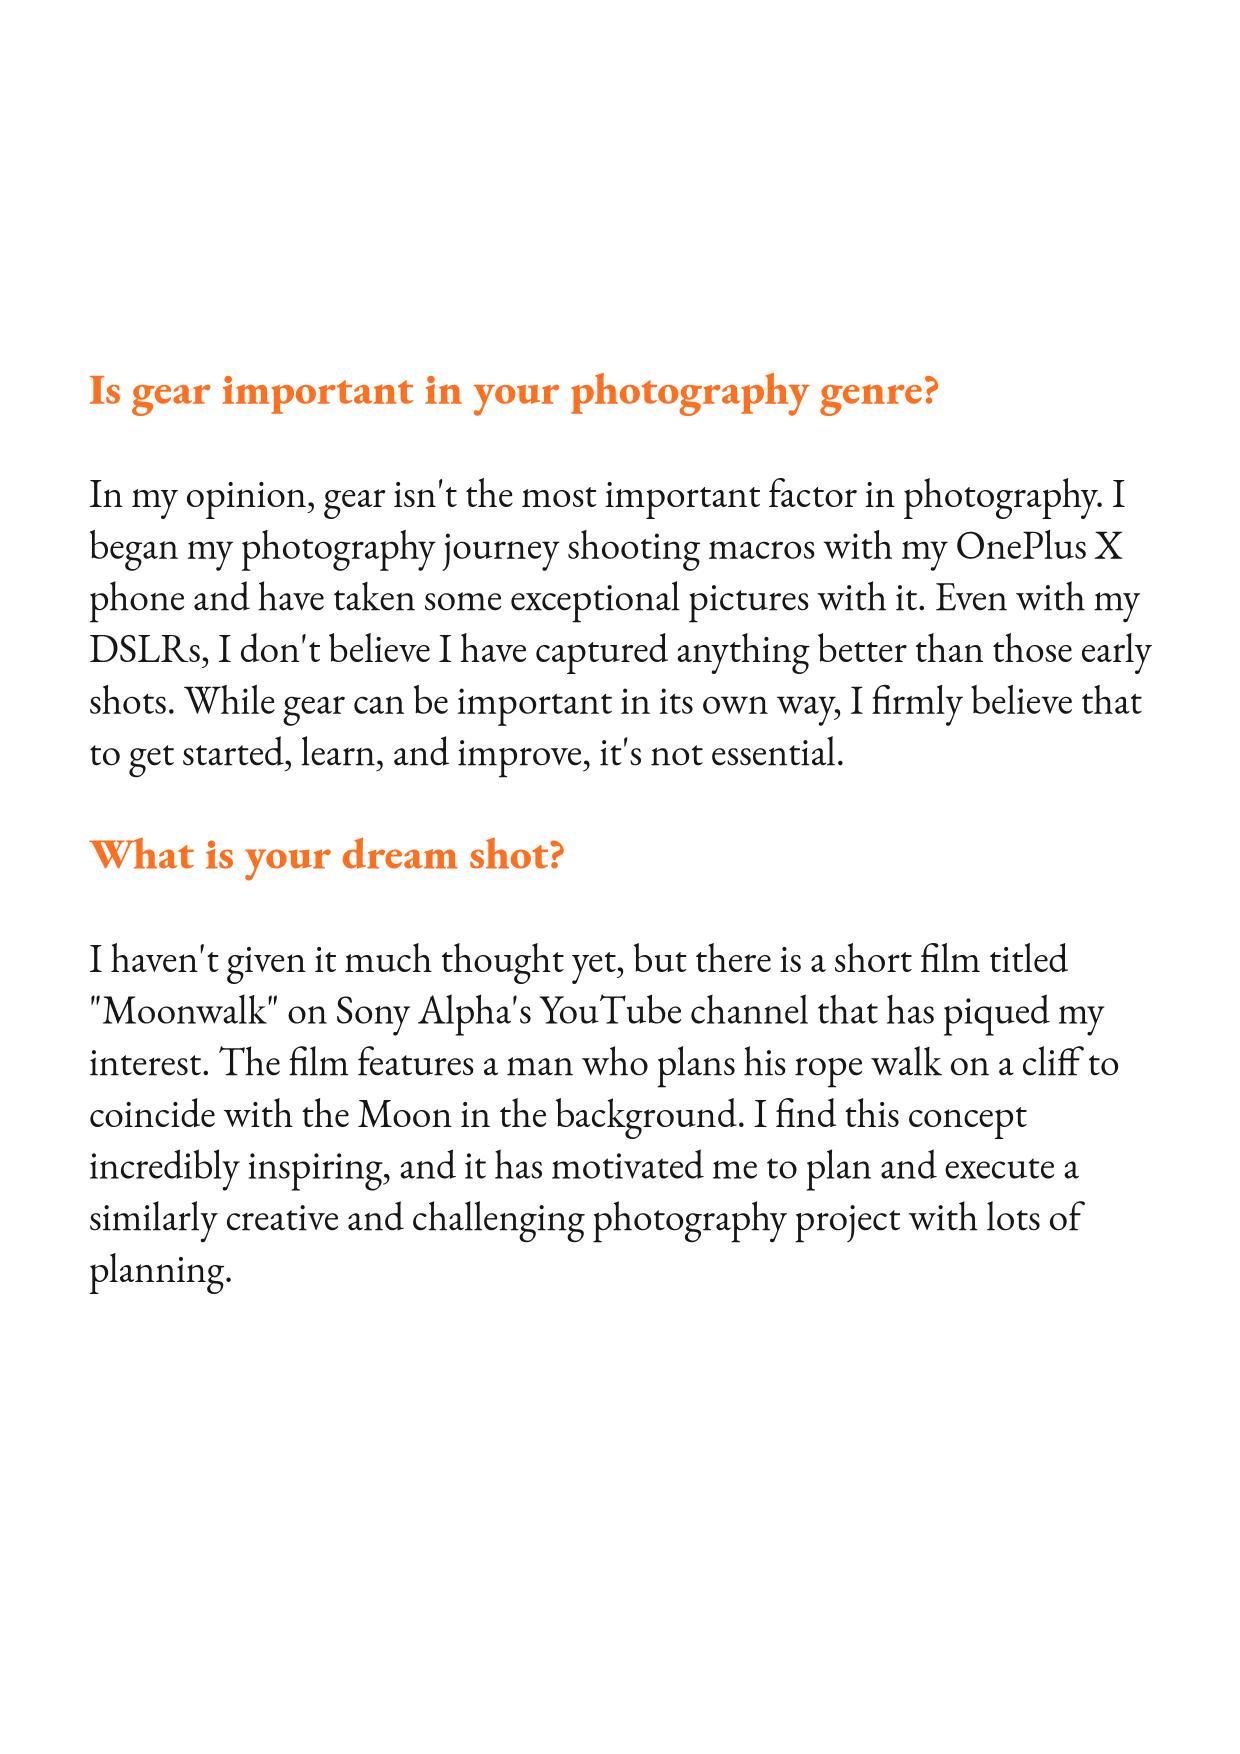 Is gear important in your photography genre?
In my opinion, gear isn't the most important factor in photography. I
began my photography journey shooting macros with my OnePlus X
phone and have taken some exceptional pictures with it. Even with my
DSLRs, I don't believe I have captured anything better than those early
shots. While gear can be important in its own way, I firmly believe that
to get started, learn, and improve, it's not essential.
What is your dream shot?
I haven't given it much thought yet, but there is a short film titled
"Moonwalk" on Sony Alpha's YouTube channel that has piqued my
interest. The film features a man who plans his rope walk on a cliff to
coincide with the Moon in the background. I find this concept
incredibly inspiring, and it has motivated me to plan and execute a
similarly creative and challenging photography project with lots of
planning.